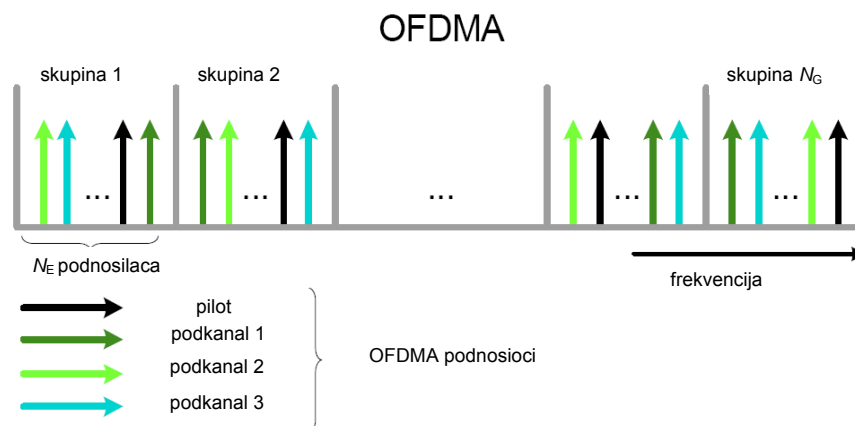 OFDMA
skupina 1
skupina 2
skupina NG
...
...
...
...
...
NE podnosilaca
frekvencija
pilot
podkanal 1
podkanal 2
podkanal 3
OFDMA podnosioci